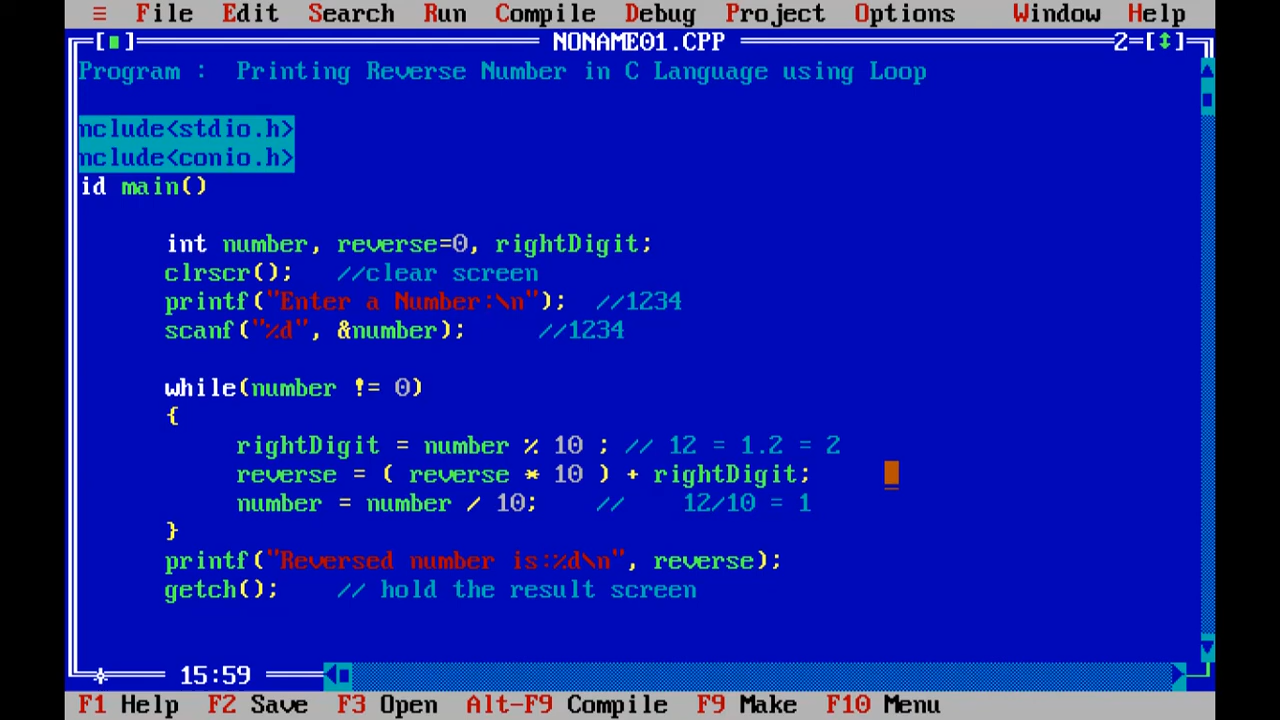 ≡ File Edit Search Run Compile Debug Project Options Window Help
[■] NONAME01.CPP 2=[↕]
Program : Printing Reverse Number in C Language using Loop
nclude<stdio.h>
nclude<conio.h>
id main()
int number, reverse=0, rightDigit;
clrscr(); //clear screen
printf("Enter a Number:\n"); //1234
scanf("%d", &number); //1234
while(number != 0)
{
rightDigit = number % 10 ; // 12 = 1.2 = 2
reverse = ( reverse * 10 ) + rightDigit;
number = number / 10; // 12/10 = 1
}
printf("Reversed number is:%d\n", reverse);
getch(); // hold the result screen
15:59
F1 Help F2 Save F3 Open Alt-F9 Compile F9 Make F10 Menu